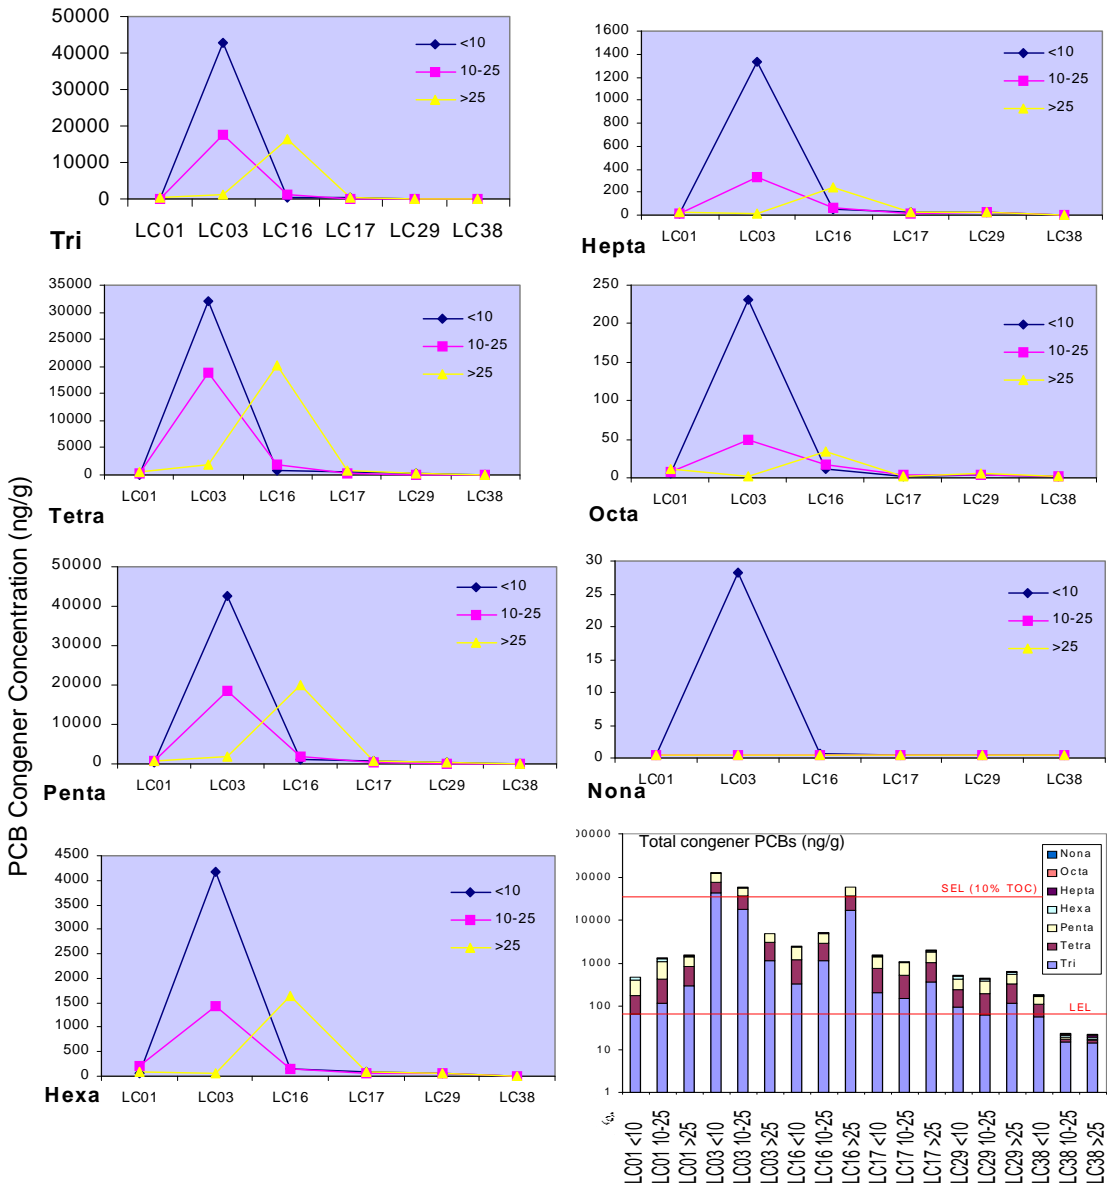 PCB Congener Concentration (ng/g)
50000
40000
30000
20000
10000
0
<10
10-25
>25
LC01 LC03 LC16 LC17 LC29 LC38
Tri
1600
1400
1200
1000
800
600
400
200
0
<10
10-25
>25
LC01 LC03 LC16 LC17 LC29 LC38
Hepta
35000
30000
25000
20000
15000
10000
5000
0
<10
10-25
>25
LC01 LC03 LC16 LC17 LC29 LC38
Tetra
250
200
150
100
50
0
<10
10-25
>25
LC01 LC03 LC16 LC17 LC29 LC38
Octa
50000
40000
30000
20000
10000
0
<10
10-25
>25
LC01 LC03 LC16 LC17 LC29 LC38
Penta
30
25
20
15
10
5
0
<10
10-25
>25
LC01 LC03 LC16 LC17 LC29 LC38
Nona
4500
4000
3500
3000
2500
2000
1500
1000
500
0
<10
10-25
>25
LC01 LC03 LC16 LC17 LC29 LC38
Hexa
Total congener PCBs (ng/g)
00000
100000
10000
1000
100
10
1
SEL (10% TOC)
LEL
Nona
Octa
Hepta
Hexa
Penta
Tetra
Tri
LC01 <10
LC01 10-25
LC01 >25
LC03 <10
LC03 10-25
LC03 >25
LC16 <10
LC16 10-25
LC16 >25
LC17 <10
LC17 10-25
LC17 >25
LC29 <10
LC29 10-25
LC29 >25
LC38 <10
LC38 10-25
LC38 >25